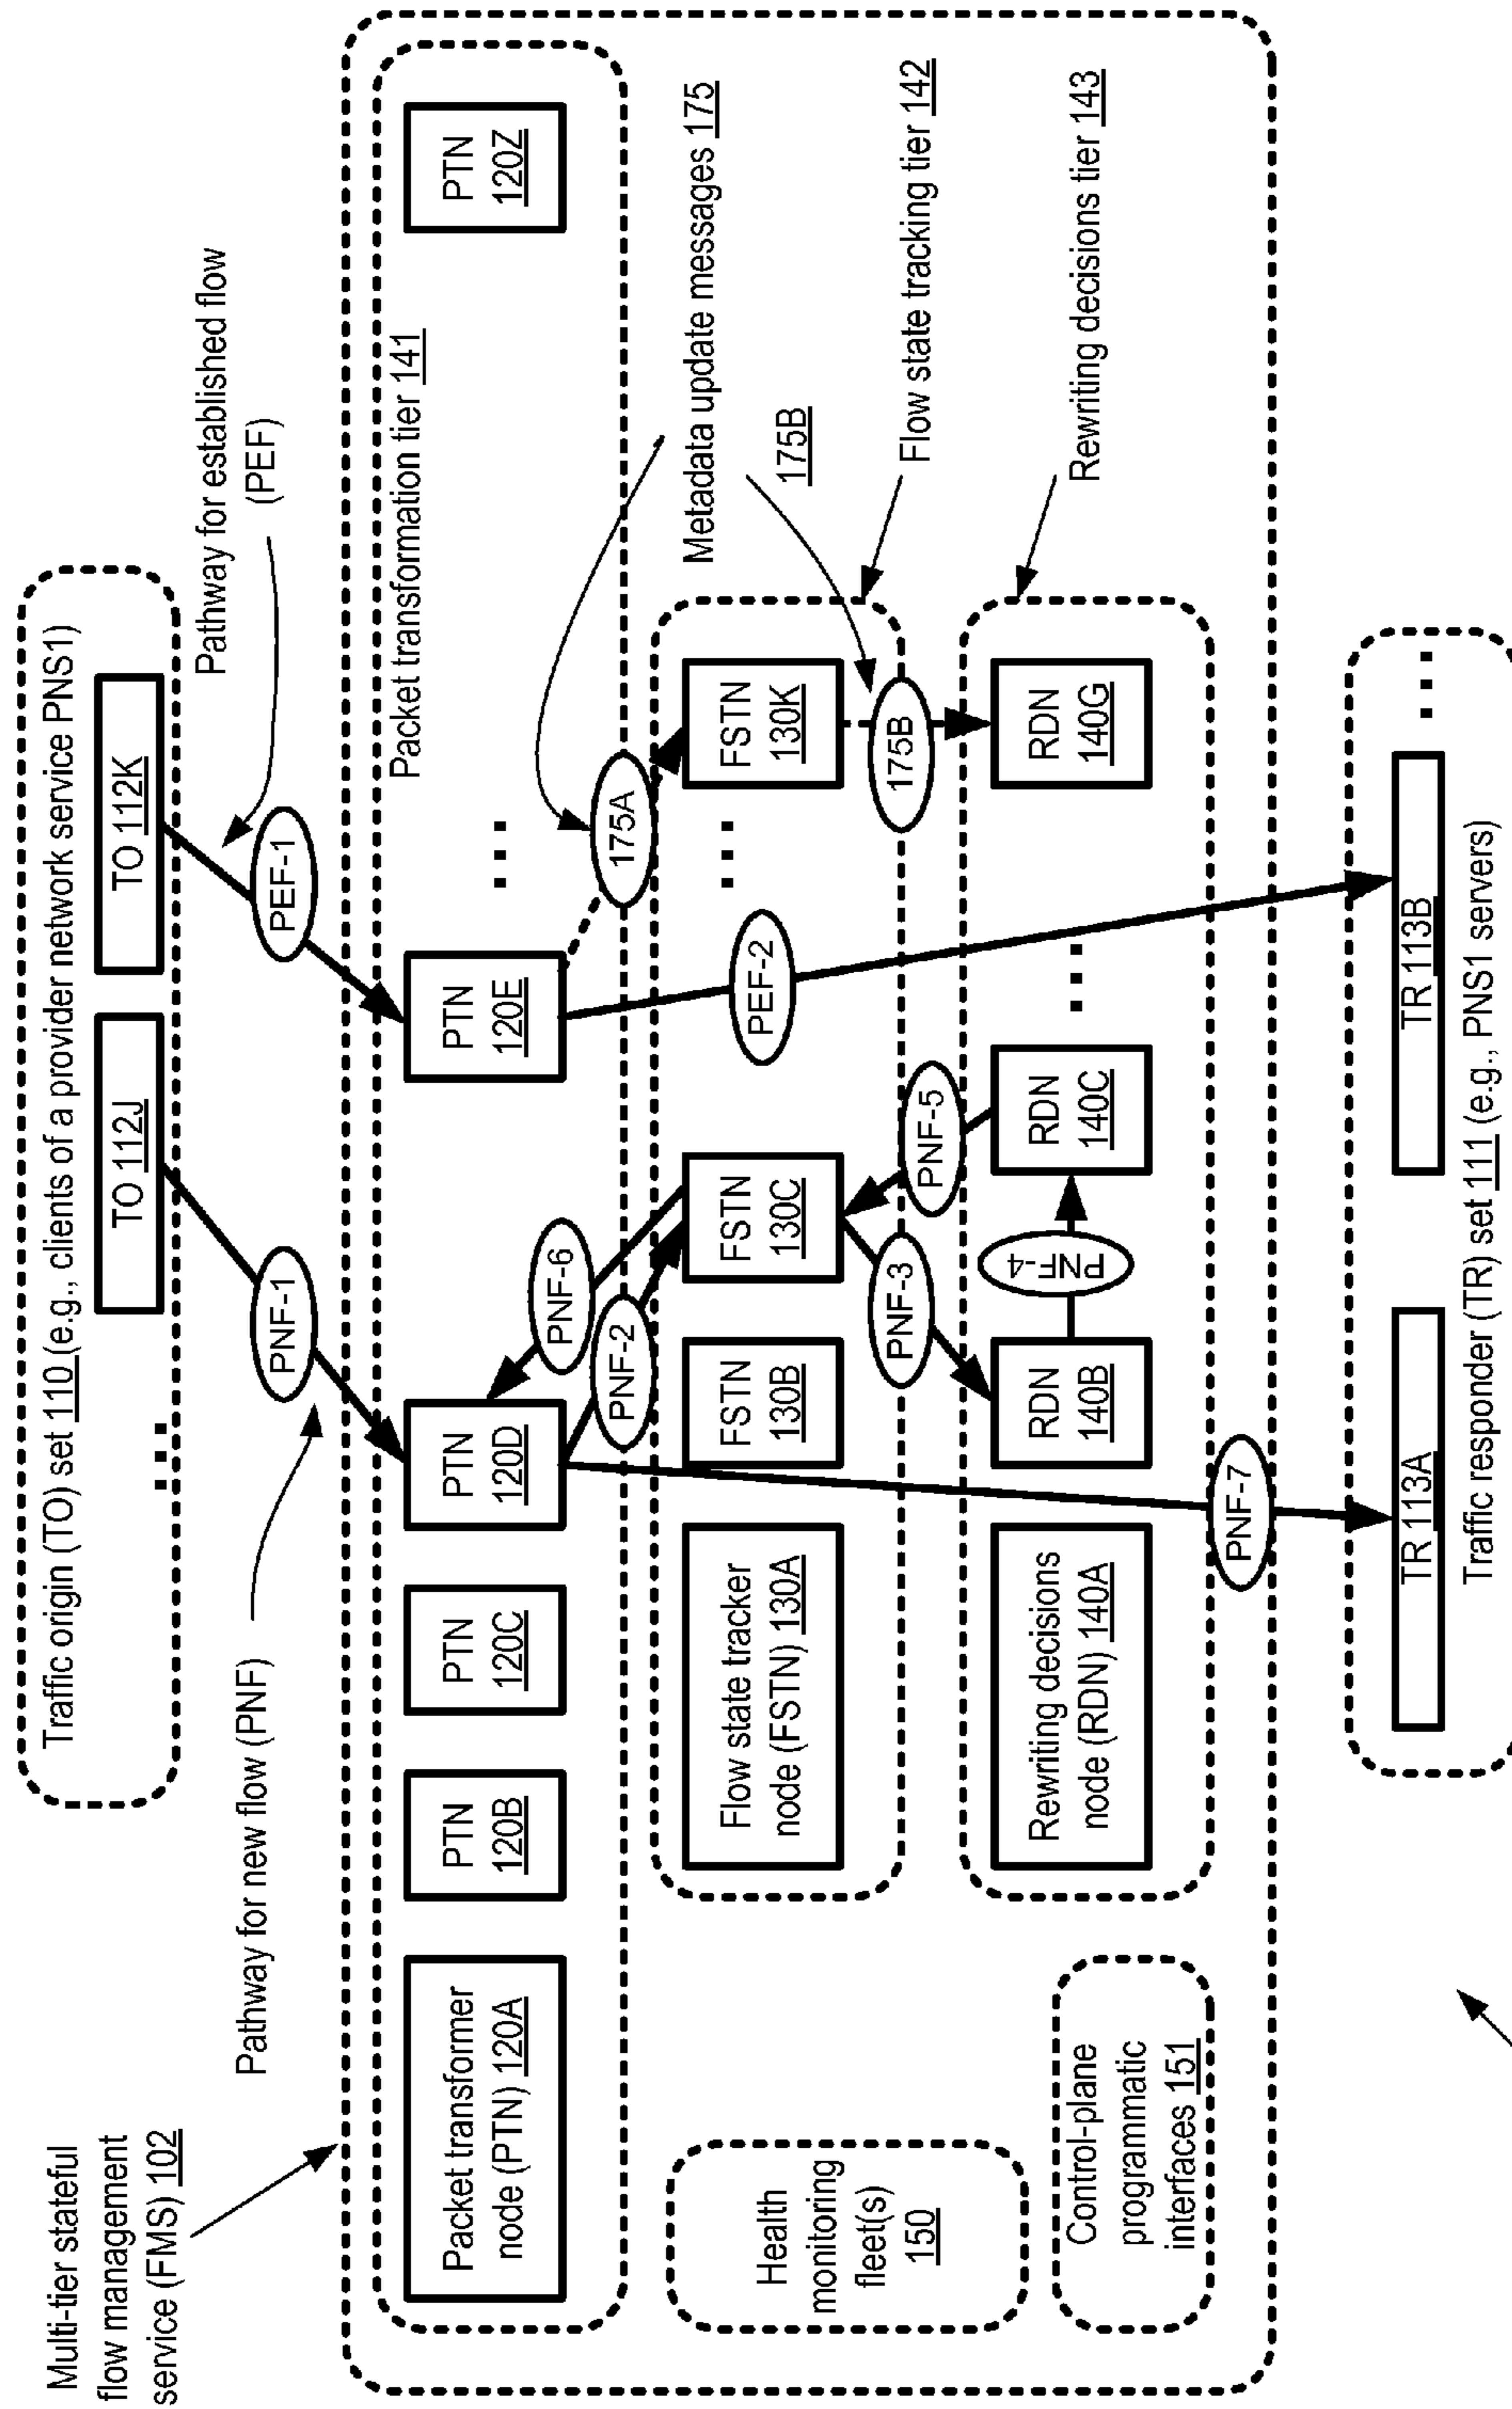 Multi-tier stateful
flow management
service (FMS) 102
Traffic origin (TO) set 110 (e.g., clients of a provider network service PNS1)
...
TO 112J
TO 112K
Pathway for new flow (PNF)
PNF-1
PEF-1
Pathway for established flow
(PEF)
Packet transformation tier 141
Packet transformer
node (PTN) 120A
PTN
120B
PTN
120C
PTN
120D
PTN
120E
...
PTN
120Z
PNF-6
PNF-2
175A
Metadata update messages 175
175B
Health
monitoring
fleet(s)
150
Flow state tracker
node (FSTN) 130A
FSTN
130B
FSTN
130C
PEF-2
...
FSTN
130K
Flow state tracking tier 142
PNF-3
PNF-5
175B
Control-plane
programmatic
interfaces 151
Rewriting decisions
node (RDN) 140A
RDN
140B
PNF-4
RDN
140C
...
RDN
140G
Rewriting decisions tier 143
PNF-7
TR 113A
TR 113B
...
Traffic responder (TR) set 111 (e.g., PNS1 servers)